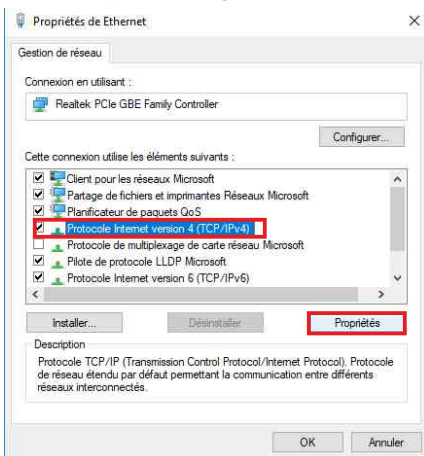 Propriétés de Ethernet
Gestion de réseau
Connexion en utilisant :
Realtek PCIe GBE Family Controller
Configurer...
Cette connexion utilise les éléments suivants :
Client pour les réseaux Microsoft
Partage de fichiers et imprimantes Réseaux Microsoft
Planificateur de paquets QoS
Protocole Internet version 4 (TCP/IPv4)
Protocole de multiplexage de carte réseau Microsoft
Pilote de protocole LLDP Microsoft
Protocole Internet version 6 (TCP/IPv6)
Installer... Désinstaller Propriétés
Description
Protocole TCP/IP (Transmission Control Protocol/Internet Protocol). Protocole
de réseau étendu par défaut permettant la communication entre différents
réseaux interconnectés.
OK Annuler